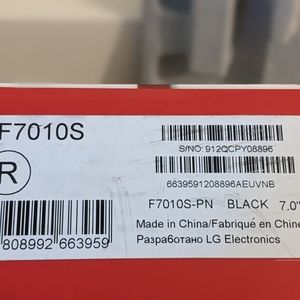 F7010S
S/NO: 912QCPY08896
R
6639591208896AEUVNB
F7010S-PN BLACK 7.0"
Made in China/Fabriqué en Chine
808992 663959
Разработано LG Electronics